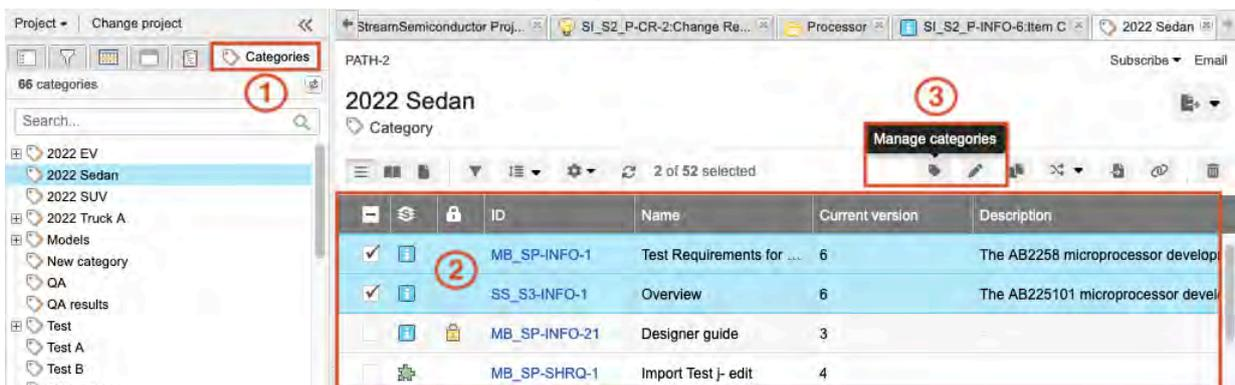 Project Change project
Categories
66 categories
1
Search...
2022 EV
2022 Sedan
2022 SUV
2022 Truck A
Models
New category
QA
QA results
Test
Test A
Test B
StreamSemiconductor Proj... SI_S2_P-CR-2:Change Re... Processor SI_S2_P-INFO-6:Item C 2022 Sedan
PATH-2 Subscribe Email
2022 Sedan
3
Category
Manage categories
2 of 52 selected
ID Name Current version Description
MB_SP-INFO-1 Test Requirements for ... 6 The AB2258 microprocessor develop
2
SS_S3-INFO-1 Overview 6 The AB225101 microprocessor devel
MB_SP-INFO-21 Designer guide 3
MB_SP-SHRQ-1 Import Test j- edit 4